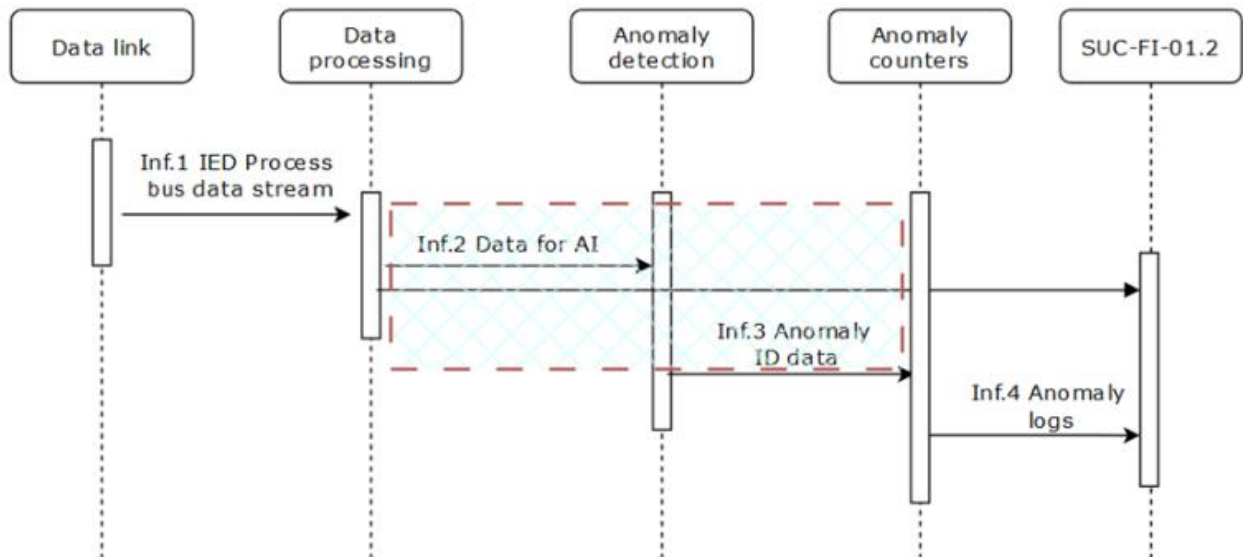 Data link
Data
processing
Anomaly
detection
Anomaly
counters
SUC-FI-01.2
Inf.1 IED Process
bus data stream
Inf.2 Data for AI
Inf.3 Anomaly
ID data
Inf.4 Anomaly
logs